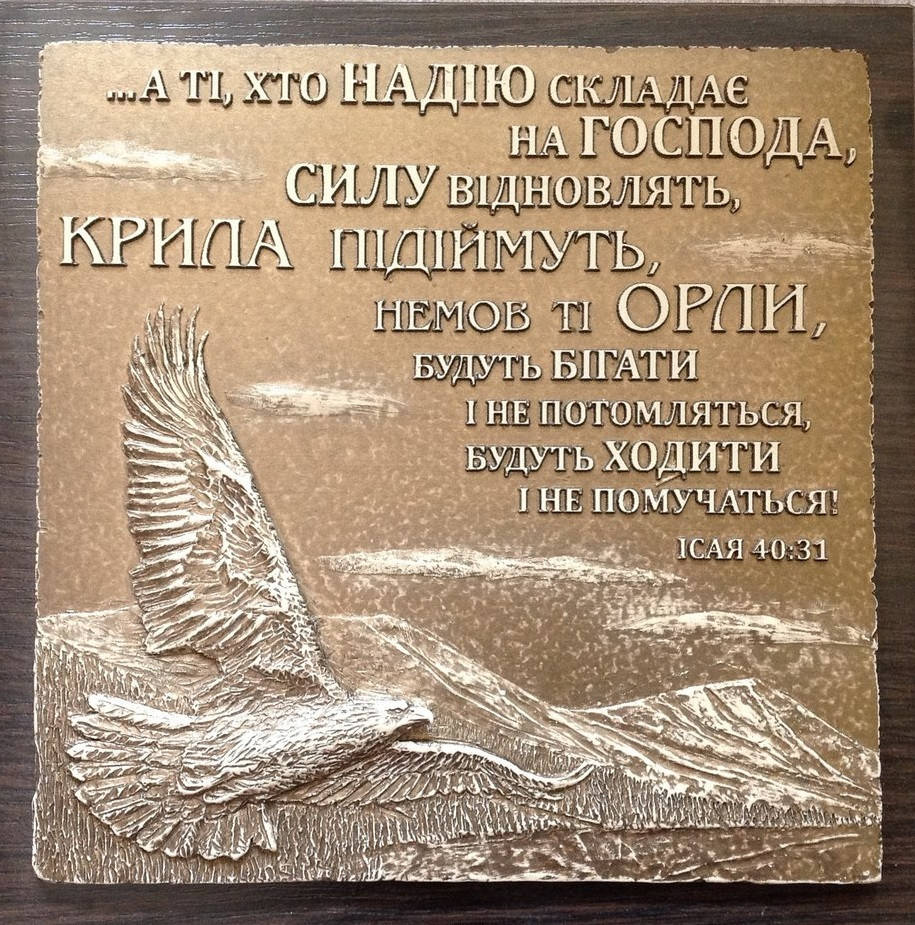 ...А ТІ, ХТО НАДІЮ СКЛАДАЄ
НА ГОСПОДА,
СИЛУ ВІДНОВЛЯТЬ,
КРИЛА ПІДІЙМУТЬ,
НЕМОВ ТІ ОРЛИ,
БУДУТЬ БІГАТИ
І НЕ ПОТОМЛЯТЬСЯ,
БУДУТЬ ХОДИТИ
І НЕ ПОМУЧАТЬСЯ!
ІСАЯ 40:31